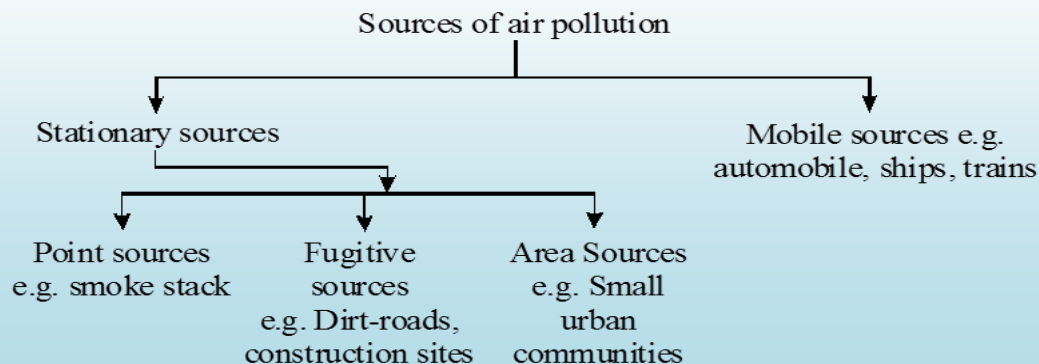 Sources of air pollution
Stationary sources
Mobile sources e.g.
automobile, ships, trains
Point sources
e.g. smoke stack
Fugitive
sources
e.g. Dirt-roads,
construction sites
Area Sources
e.g. Small
urban
communities